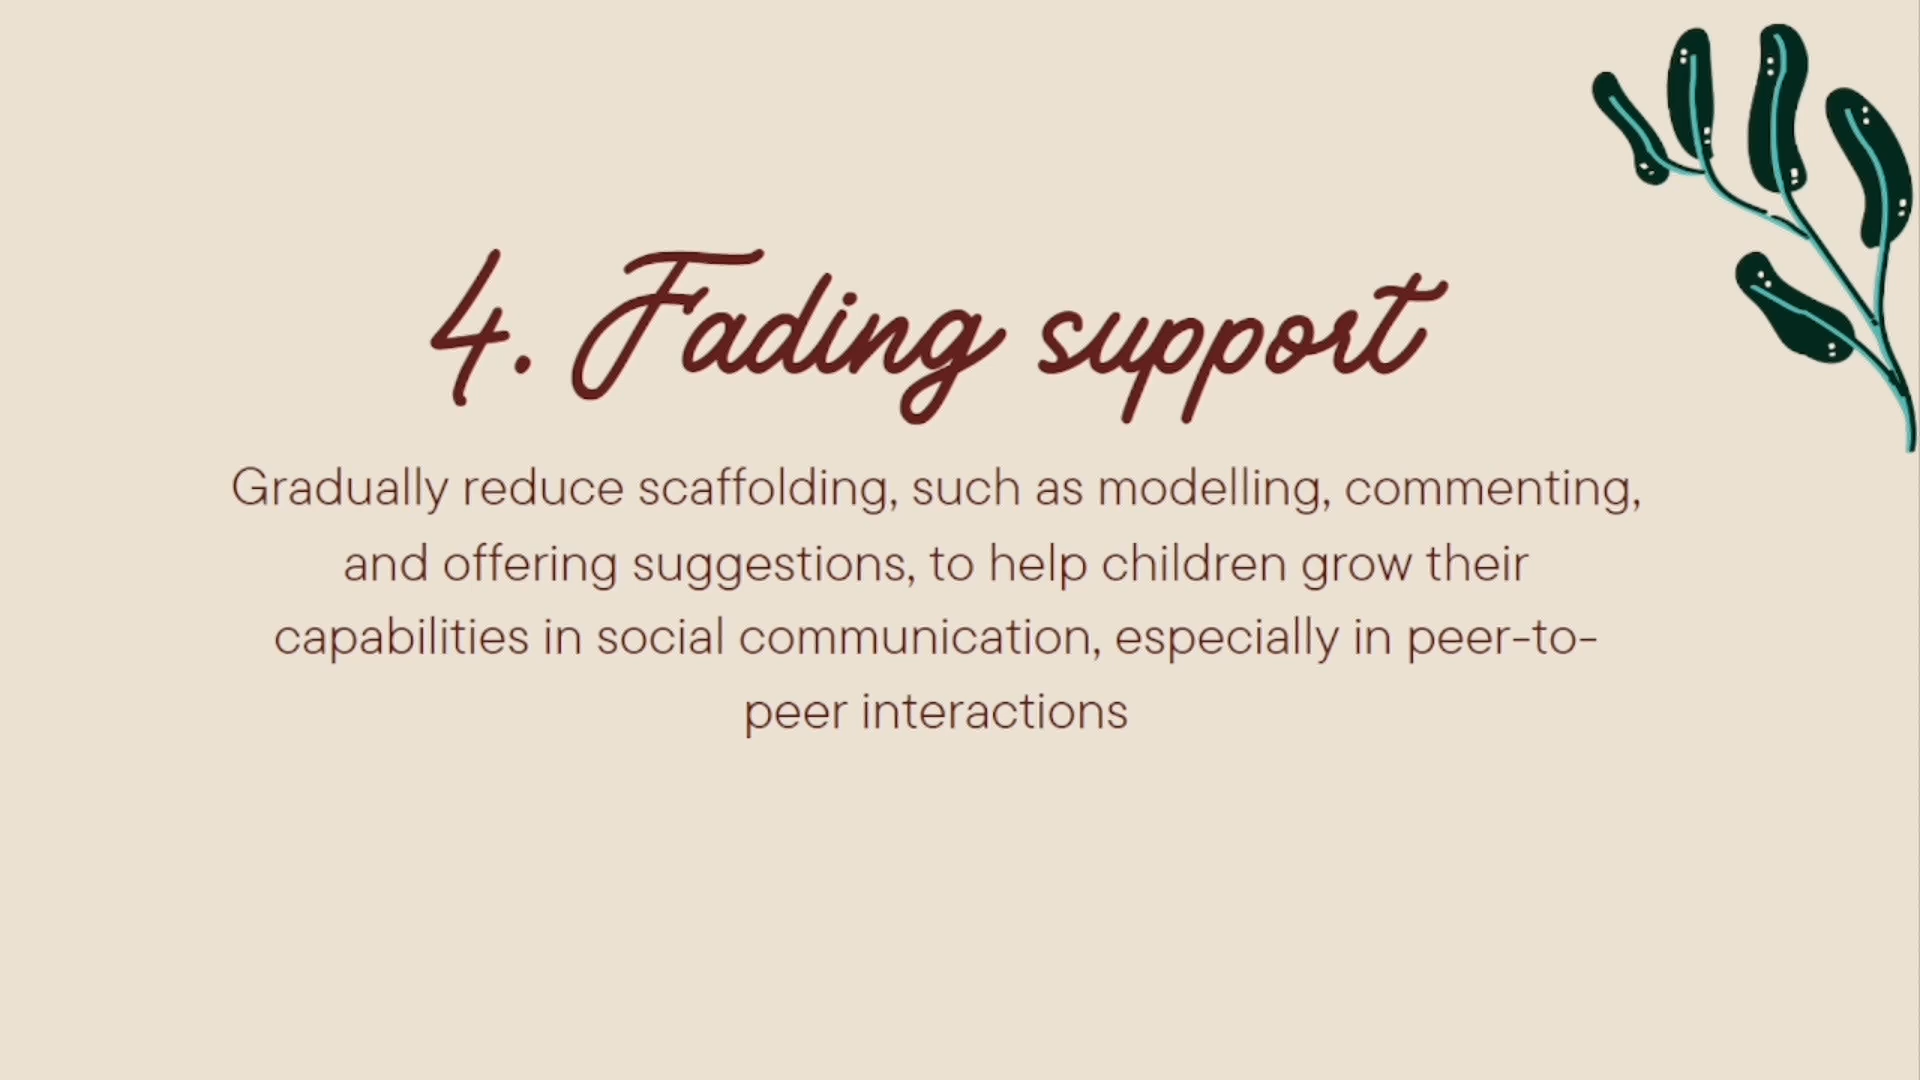 4. Fading support
Gradually reduce scaffolding, such as modelling, commenting,
and offering suggestions, to help children grow their
capabilities in social communication, especially in peer-to-
peer interactions